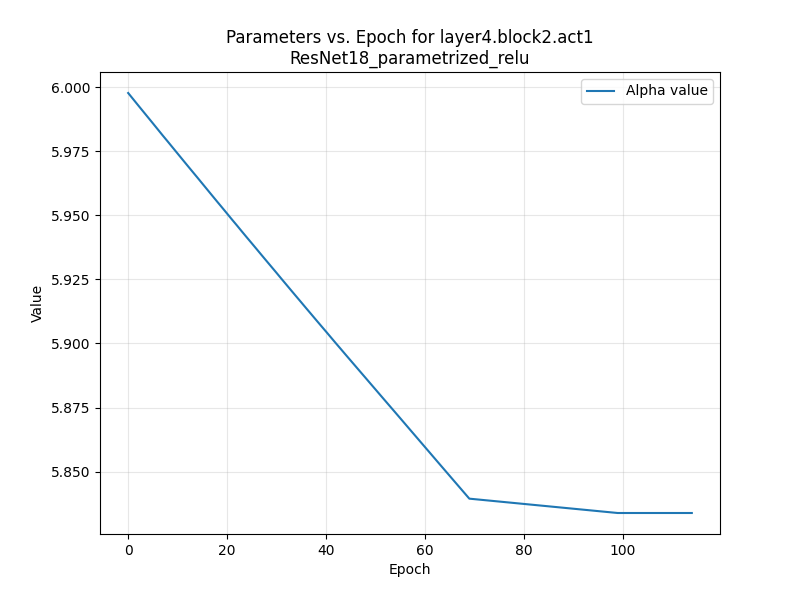 Parameters vs. Epoch for layer4.block2.act1
ResNet18_parametrized_relu
Alpha value
6.000
5.975
5.950
5.925
5.900
5.875
5.850
Value
0 20 40 60 80 100
Epoch